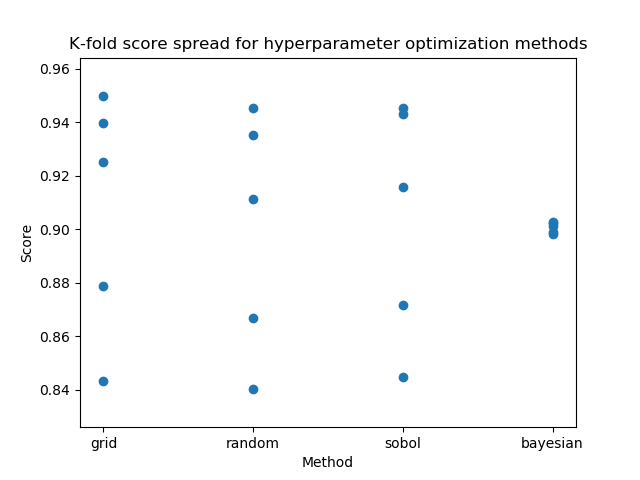 K-fold score spread for hyperparameter optimization methods
0.96
0.94
0.92
0.90
0.88
0.86
0.84
Score
grid random sobol bayesian
Method